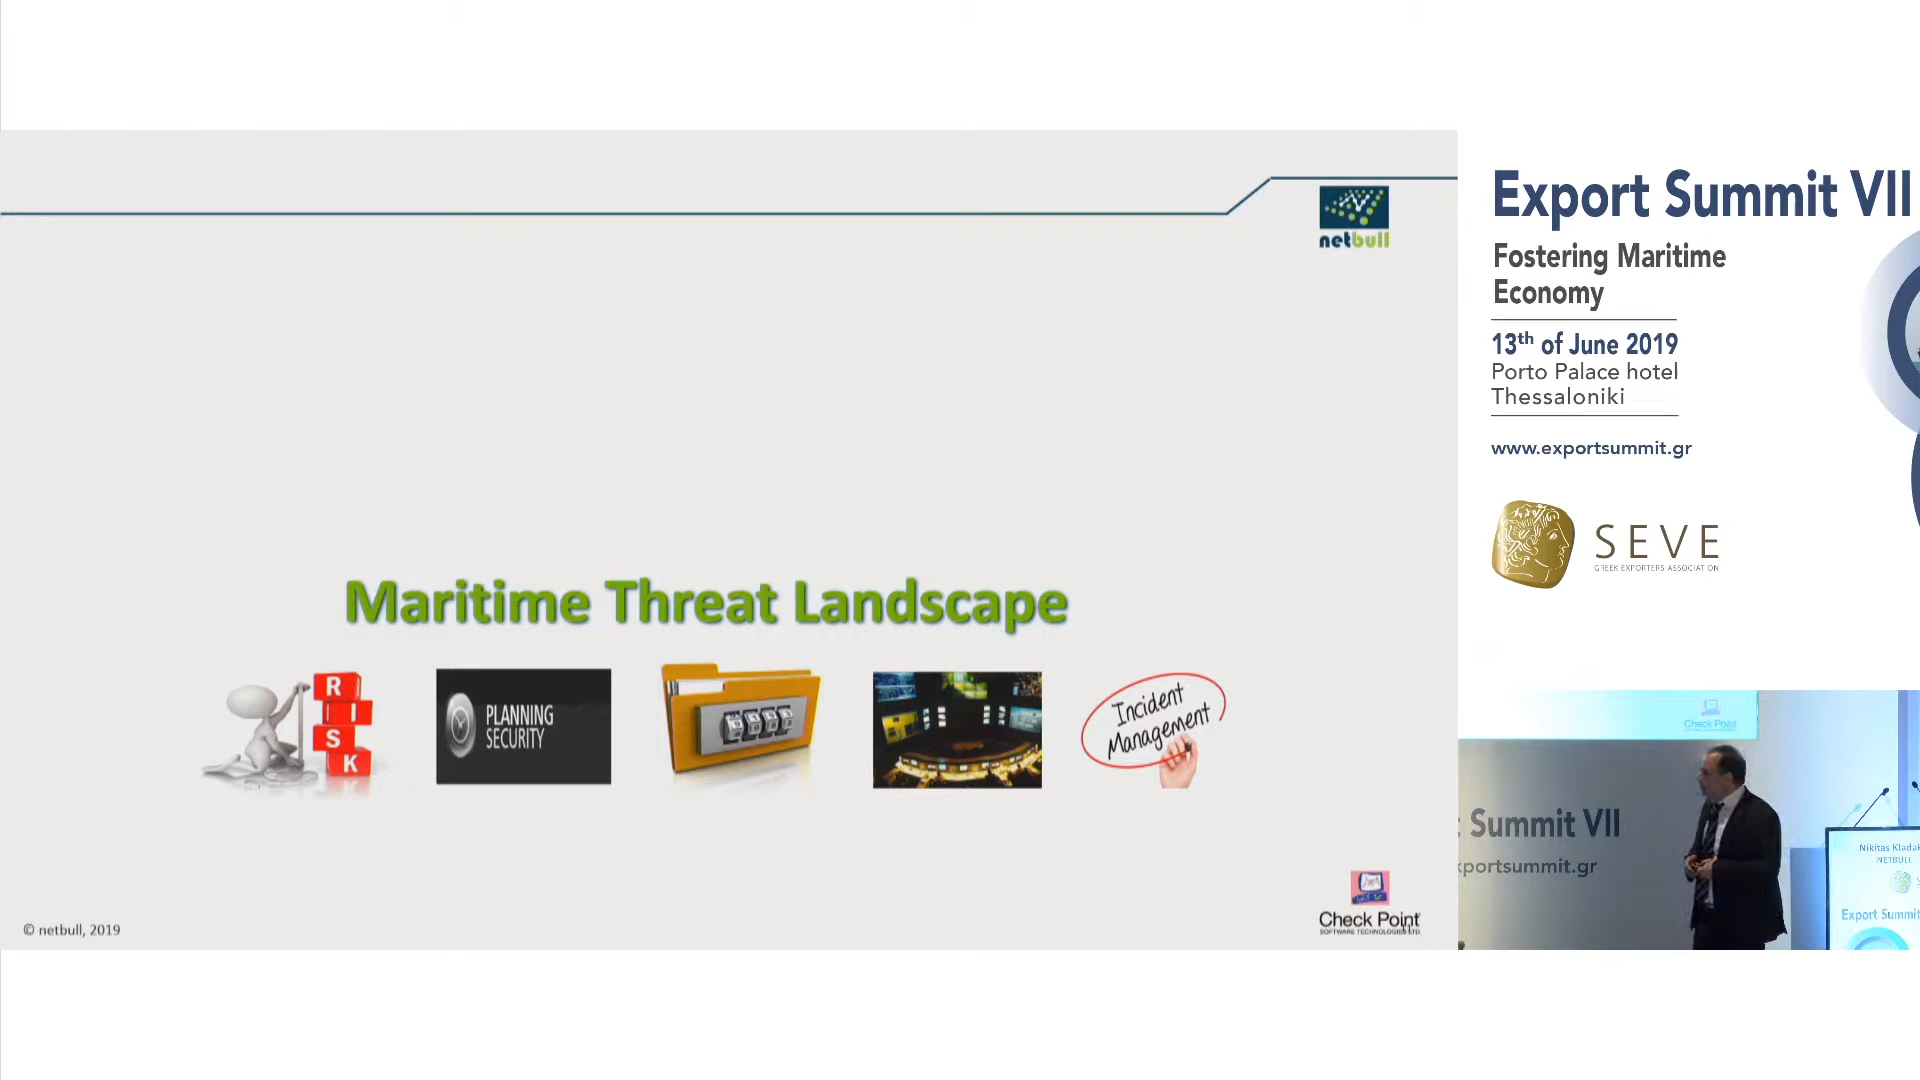 netbull
Maritime Threat Landscape
R
I
S
K
PLANNING
SECURITY
Incident
Management
© netbull, 2019
Check Point
SOFTWARE TECHNOLOGIES LTD.
Export Summit VII
Fostering Maritime
Economy
13th of June 2019
Porto Palace hotel
Thessaloniki
www.exportsummit.gr
SEVE
GREEK EXPORTERS ASSOCIATION
Check Point
Summit VII
exportsummit.gr
Nikitas
NETBULL
Export Summit